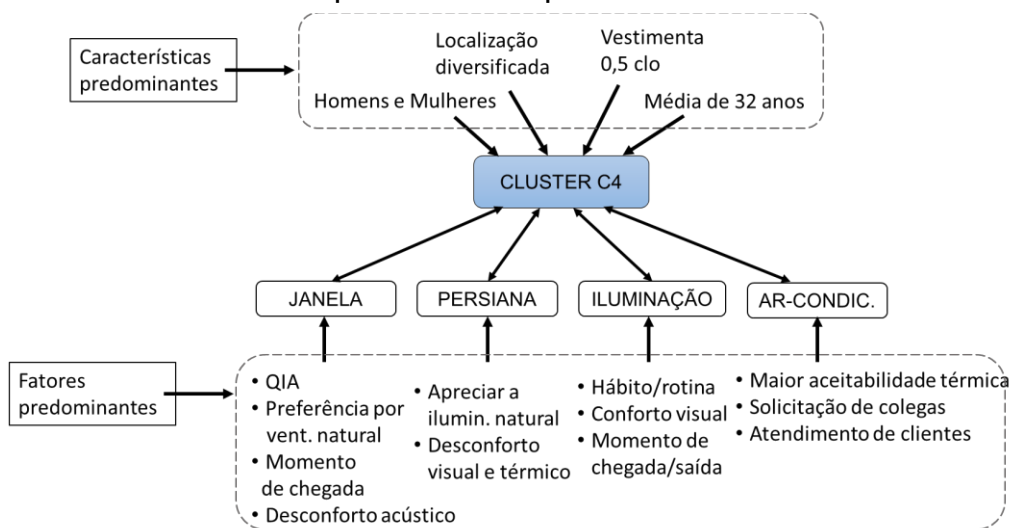 Características
predominantes
Localização
diversificada
Vestimenta
0,5 clo
Homens e Mulheres
Média de 32 anos
CLUSTER C4
JANELA
PERSIANA
ILUMINAÇÃO
AR-CONDIC.
Fatores
predominantes
• QIA
• Preferência por
vent. natural
• Momento
de chegada
• Desconforto acústico
• Apreciar a
ilumin. natural
• Desconforto
visual e térmico
• Hábito/rotina
• Conforto visual
• Momento de
chegada/saída
• Maior aceitabilidade térmica
• Solicitação de colegas
• Atendimento de clientes